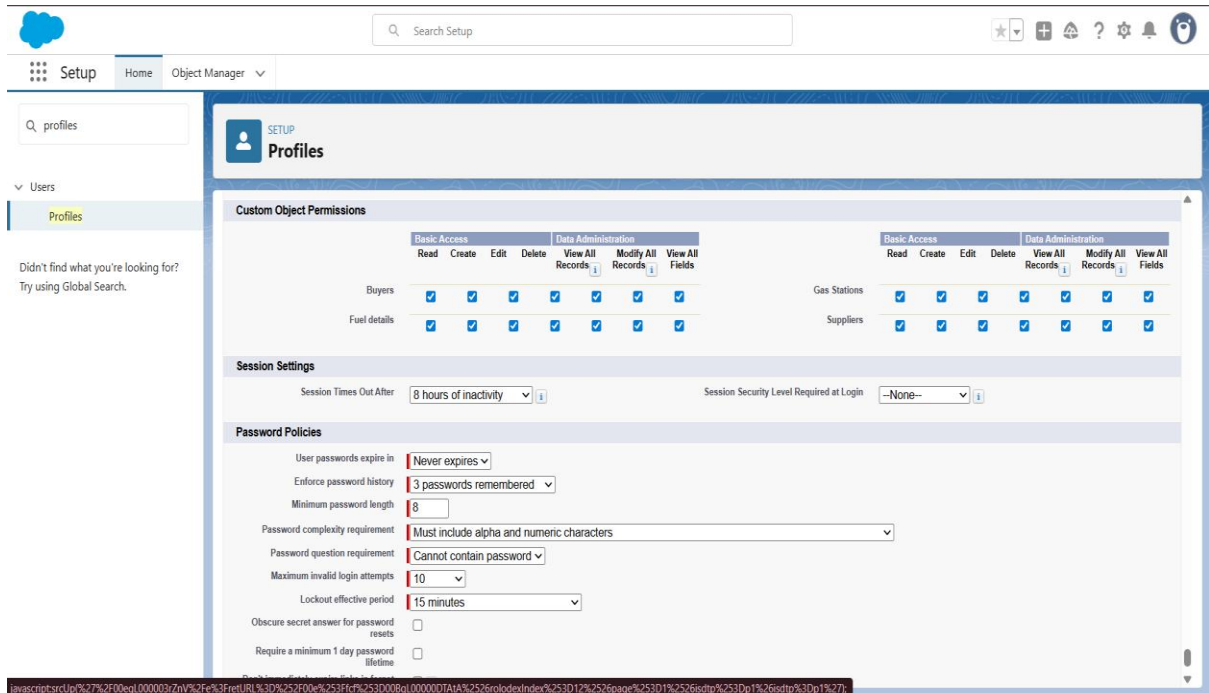 Search Setup
Setup
Home
Object Manager
profiles
Users
Profiles
Didn't find what you're looking for?
Try using Global Search.
SETUP
Profiles
Custom Object Permissions
Basic Access Data Administration
Read Create Edit Delete View All Records Modify All Records View All Fields
Basic Access Data Administration
Read Create Edit Delete View All Records Modify All Records View All Fields
Buyers
Gas Stations
Fuel details
Suppliers
Session Settings
Session Times Out After 8 hours of inactivity
Session Security Level Required at Login --None--
Password Policies
User passwords expire in Never expires
Enforce password history 3 passwords remembered
Minimum password length 8
Password complexity requirement Must include alpha and numeric characters
Password question requirement Cannot contain password
Maximum invalid login attempts 10
Lockout effective period 15 minutes
Obscure secret answer for password
resets
Require a minimum 1 day password
lifetime